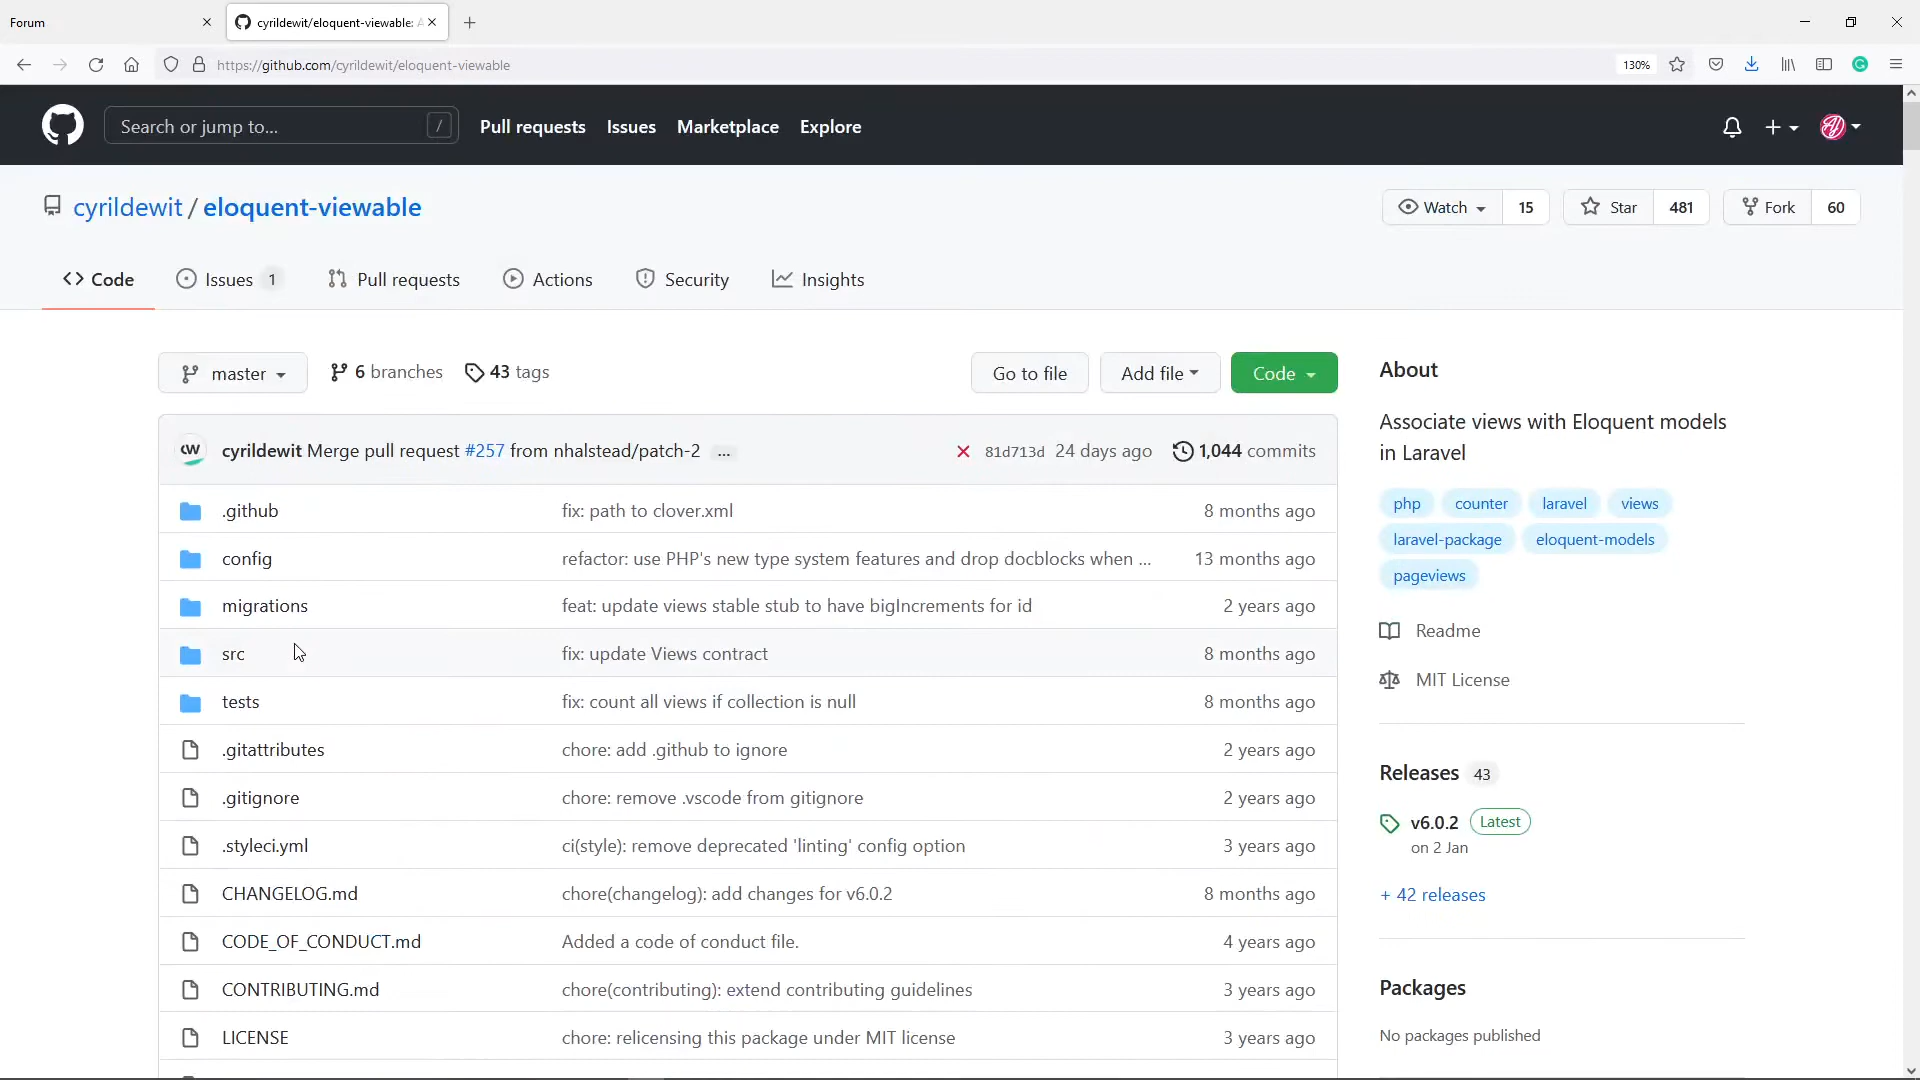 Forum
cyrildewit/eloquent-viewable: A
https://github.com/cyrildewit/eloquent-viewable
130%
Search or jump to...
/
Pull requests
Issues
Marketplace
Explore
cyrildewit / eloquent-viewable
Watch
15
Star
481
Fork
60
Code
Issues 1
Pull requests
Actions
Security
Insights
master
6 branches
43 tags
Go to file
Add file
Code
cyrildewit Merge pull request #257 from nhalstead/patch-2 ...
81d713d 24 days ago
1,044 commits
.github fix: path to clover.xml 8 months ago
config refactor: use PHP's new type system features and drop docblocks when ... 13 months ago
migrations feat: update views stable stub to have bigIncrements for id 2 years ago
src fix: update Views contract 8 months ago
tests fix: count all views if collection is null 8 months ago
.gitattributes chore: add .github to ignore 2 years ago
.gitignore chore: remove .vscode from gitignore 2 years ago
.styleci.yml ci(style): remove deprecated 'linting' config option 3 years ago
CHANGELOG.md chore(changelog): add changes for v6.0.2 8 months ago
CODE_OF_CONDUCT.md Added a code of conduct file. 4 years ago
CONTRIBUTING.md chore(contributing): extend contributing guidelines 3 years ago
LICENSE chore: relicensing this package under MIT license 3 years ago
About
Associate views with Eloquent models
in Laravel
php counter laravel views
laravel-package eloquent-models
pageviews
Readme
MIT License
Releases 43
v6.0.2 Latest
on 2 Jan
+ 42 releases
Packages
No packages published